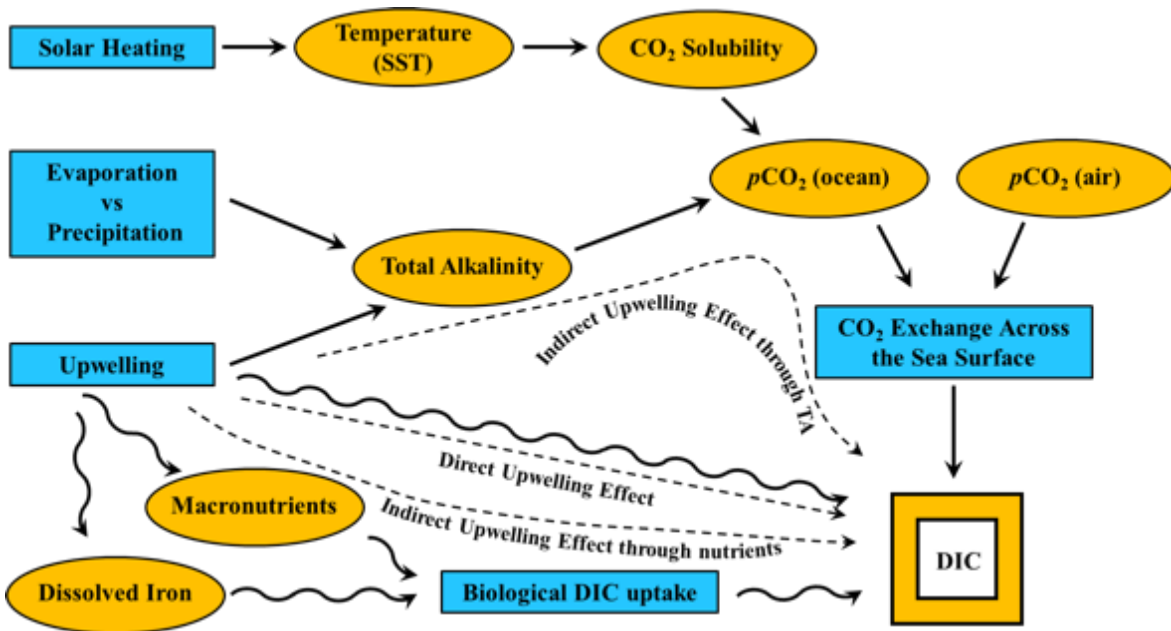 Solar Heating
Temperature
(SST)
CO₂ Solubility
Evaporation
vs
Precipitation
pCO₂ (ocean)
pCO₂ (air)
Total Alkalinity
Indirect Upwelling Effect through TA
CO₂ Exchange Across
the Sea Surface
Upwelling
Direct Upwelling Effect
Macronutrients
Indirect Upwelling Effect through nutrients
DIC
Dissolved Iron
Biological DIC uptake